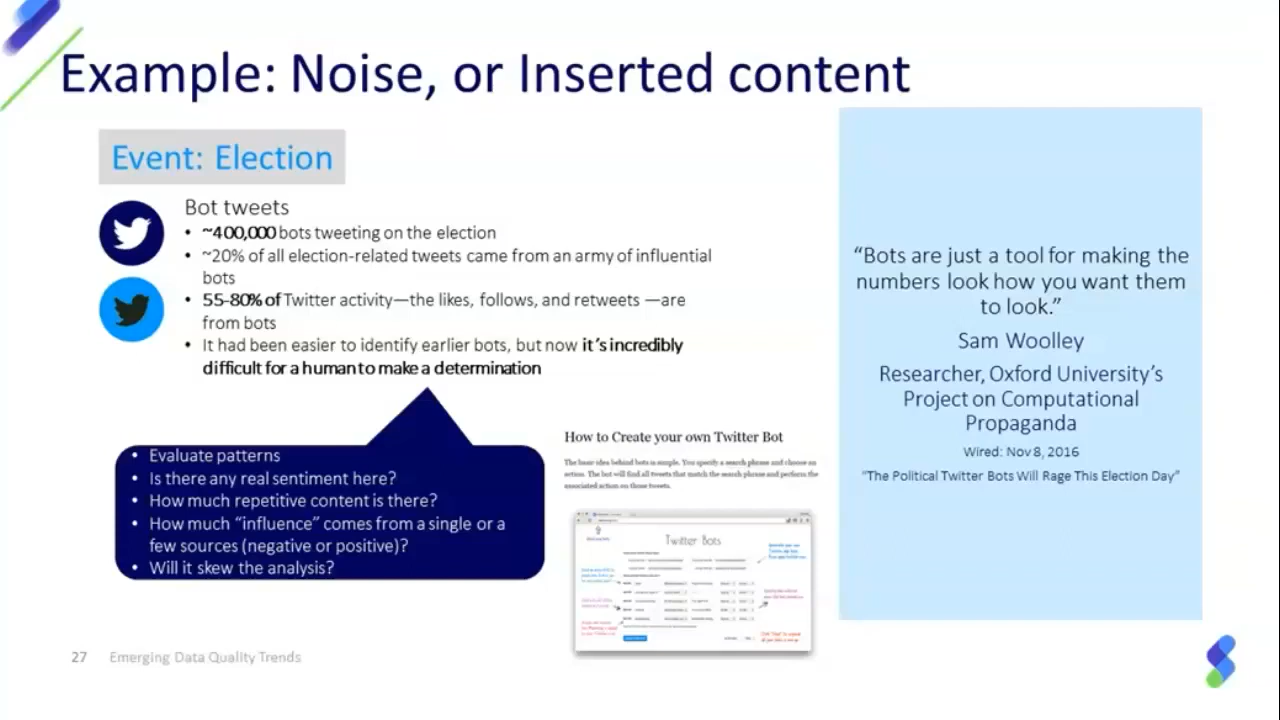 Example: Noise, or Inserted content
Event: Election
Bot tweets
• ~400,000 bots tweeting on the election
• ~20% of all election-related tweets came from an army of influential
bots
• 55-80% of Twitter activity—the likes, follows, and retweets —are
from bots
• It had been easier to identify earlier bots, but now it's incredibly
difficult for a human to make a determination
• Evaluate patterns
• Is there any real sentiment here?
• How much repetitive content is there?
• How much “influence” comes from a single or a
few sources (negative or positive)?
• Will it skew the analysis?
How to Create your own Twitter Bot
The basic idea behind bots is simple. You specify a search phrase and choose an
action. The bot will find all tweets that match the search phrase and perform the
associated action on those tweets.
Twitter Bots
“Bots are just a tool for making the
numbers look how you want them
to look.”
Sam Woolley
Researcher, Oxford University’s
Project on Computational
Propaganda
Wired: Nov 8, 2016
“The Political Twitter Bots Will Rage This Election Day”
27 Emerging Data Quality Trends